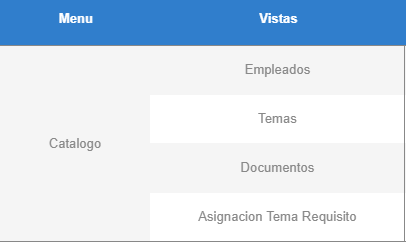 Menu Vistas
Empleados
Temas
Catalogo
Documentos
Asignacion Tema Requisito